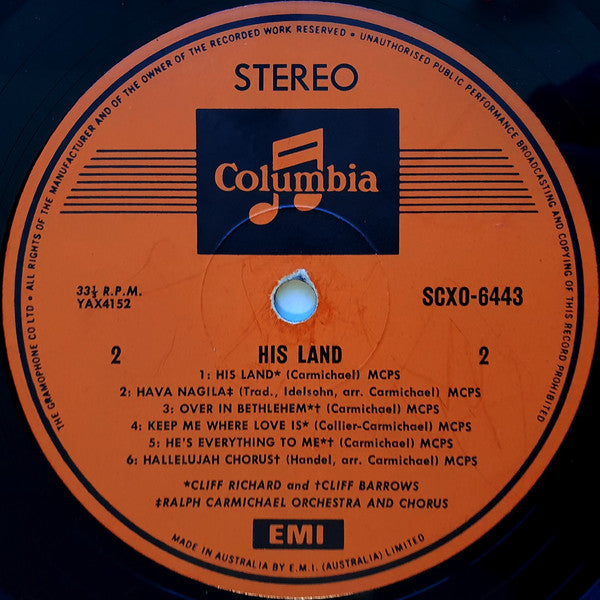 THE GRAMOPHONE CO LTD • ALL RIGHTS OF THE MANUFACTURER AND OF THE OWNER OF THE RECORDED WORK RESERVED • UNAUTHORISED PUBLIC PERFORMANCE BROADCASTING AND COPYING OF THIS RECORD PROHIBITED
STEREO
Columbia
33⅓ R.P.M.
YAX4152
SCXO-6443
2 HIS LAND 2
1: HIS LAND* (Carmichael) MCPS
2: HAVA NAGILA‡ (Trad., Idelsohn, arr. Carmichael) MCPS
3: OVER IN BETHLEHEM*† (Carmichael) MCPS
4: KEEP ME WHERE LOVE IS* (Collier-Carmichael) MCPS
5: HE'S EVERYTHING TO ME*† (Carmichael) MCPS
6: HALLELUJAH CHORUS† (Handel, arr. Carmichael) MCPS
*CLIFF RICHARD and †CLIFF BARROWS
‡RALPH CARMICHAEL ORCHESTRA AND CHORUS
EMI
MADE IN AUSTRALIA BY E.M.I. (AUSTRALIA) LIMITED